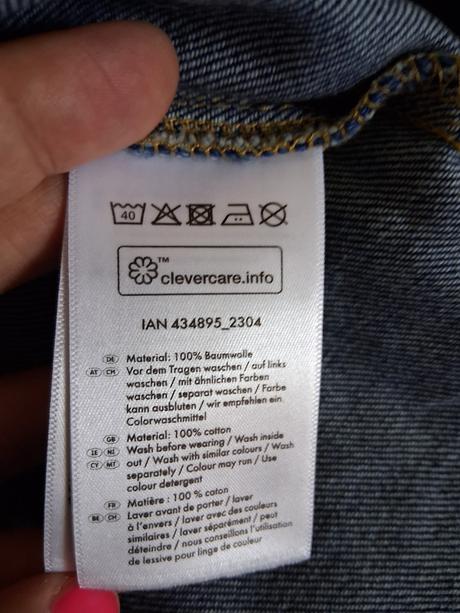 40
™
clevercare.info
IAN 434895_2304
DE Material: 100% Baumwolle
AT CH Vor dem Tragen waschen / auf links
waschen / mit ähnlichen Farben
waschen / separat waschen / Farbe
kann ausbluten / wir empfehlen ein
Colorwaschmittel
GB Material: 100% cotton
IE NI Wash before wearing / Wash inside
CY MT out / Wash with similar colours / Wash
separately / Colour may run / Use
colour detergent
FR Matière : 100 % coton
BE CH Laver avant de porter / laver
à l'envers / laver avec des couleurs
similaires / laver séparément / peut
déteindre / nous conseillons l'utilisation
de lessive pour linge de couleur